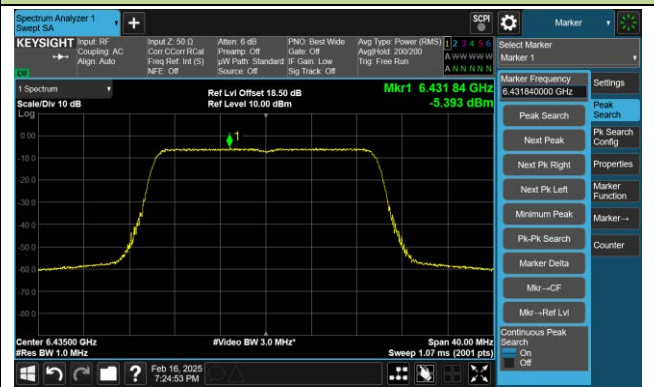 Spectrum Analyzer 1
Swept SA
+
SCPI
Marker
KEYSIGHT
Input: RF
Coupling: AC
Align: Auto
Input Z: 50 Ω
Corr CCorr RCal
Freq Ref: Int (S)
NFE: Off
Atten: 6 dB
Preamp: Off
µW Path: Standard
Source: Off
PNO: Best Wide
Gate: Off
IF Gain: Low
Sig Track: Off
Avg Type: Power (RMS)
Avg|Hold: 200/200
Trig: Free Run
1 2 3 4 5 6
A W W W W W
A N N N N N
Select Marker
Marker 1
1 Spectrum
Scale/Div 10 dB
Log
Ref Lvl Offset 18.50 dB
Ref Level 10.00 dBm
Mkr1 6.431 84 GHz
-5.393 dBm
1
0.00
-10.0
-20.0
-30.0
-40.0
-50.0
-60.0
-70.0
-80.0
Center 6.43500 GHz
#Res BW 1.0 MHz
#Video BW 3.0 MHz*
Span 40.00 MHz
Sweep 1.07 ms (2001 pts)
Marker Frequency
6.431840000 GHz
Peak Search
Next Peak
Next Pk Right
Next Pk Left
Minimum Peak
Pk-Pk Search
Marker Delta
Mkr→CF
Mkr→Ref Lvl
Continuous Peak
Search
On
Off
Settings
Peak
Search
Pk Search
Config
Properties
Marker
Function
Marker→
Counter
?
Feb 16, 2025
7:24:53 PM